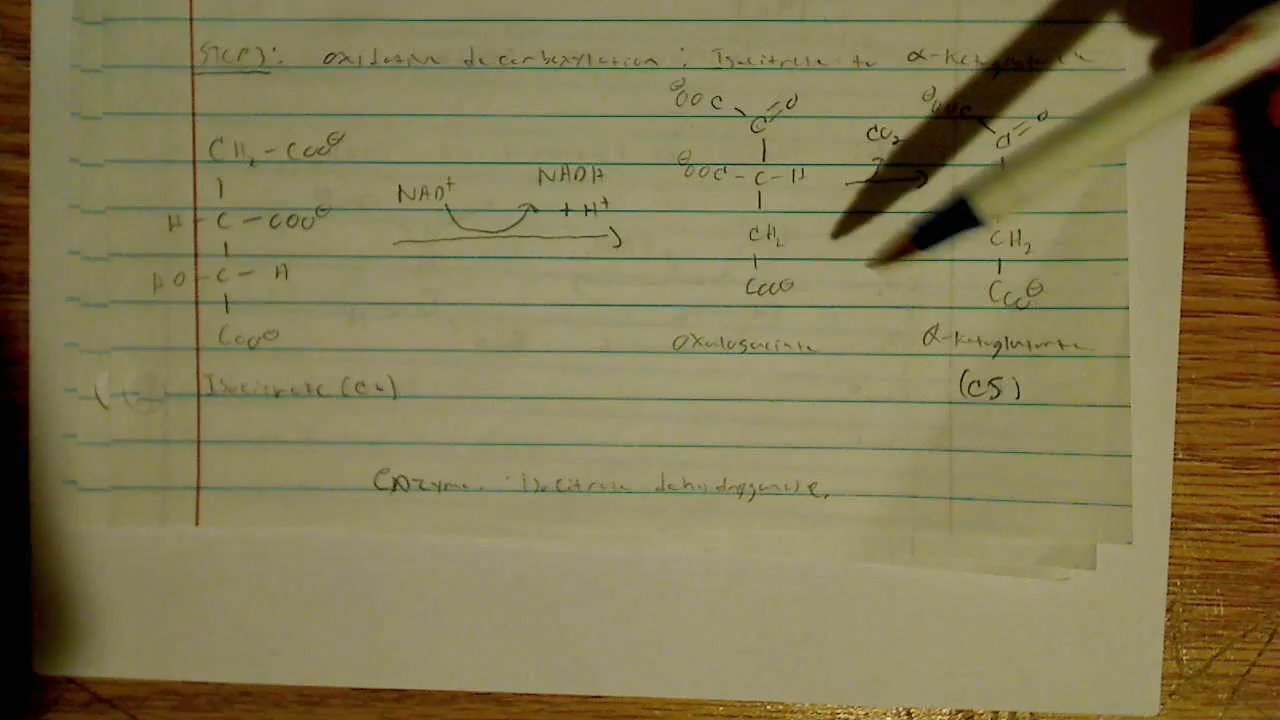 STEP 3: oxidative decarboxylation: Isocitrate to α-Ketoglutarate
⊖OOC C=O
⊖OOC C=O
CO2
CH2-COO⊖
NAD+ NADH
+ H+
⊖OOC-C-H
H-C-COO⊖
CH2 CH2
HO-C-H
COO⊖ COO⊖
COO⊖
oxalosuccinate α-Ketoglutarate
Isocitrate (C6) (C5)
Enzyme: isocitrate dehydrogenase.